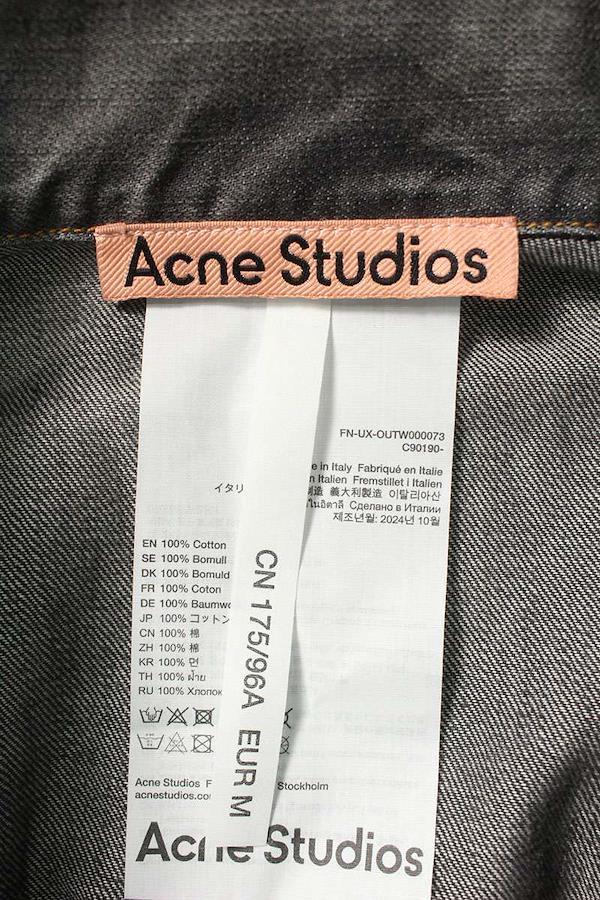 Acne Studios
FN-UX-OUTW000073
C90190-
in Italy Fabriqué en Italie
イタリ
Italien Fremstillet i Italien
義大利製造 이탈리아산
Сделано в Италии
제조년월: 2024년 10월
EN 100% Cotton
SE 100% Bomull
DK 100% Bomuld
FR 100% Coton
DE 100% Baumwo
JP 100% コットン
CN 100% 棉
ZH 100% 棉
KR 100% 면
TH 100% ฝ้าย
RU 100% Хлопок
CN 175/96A EUR M
Acne Studios F Stockholm
acnestudios.co
Acne Studios